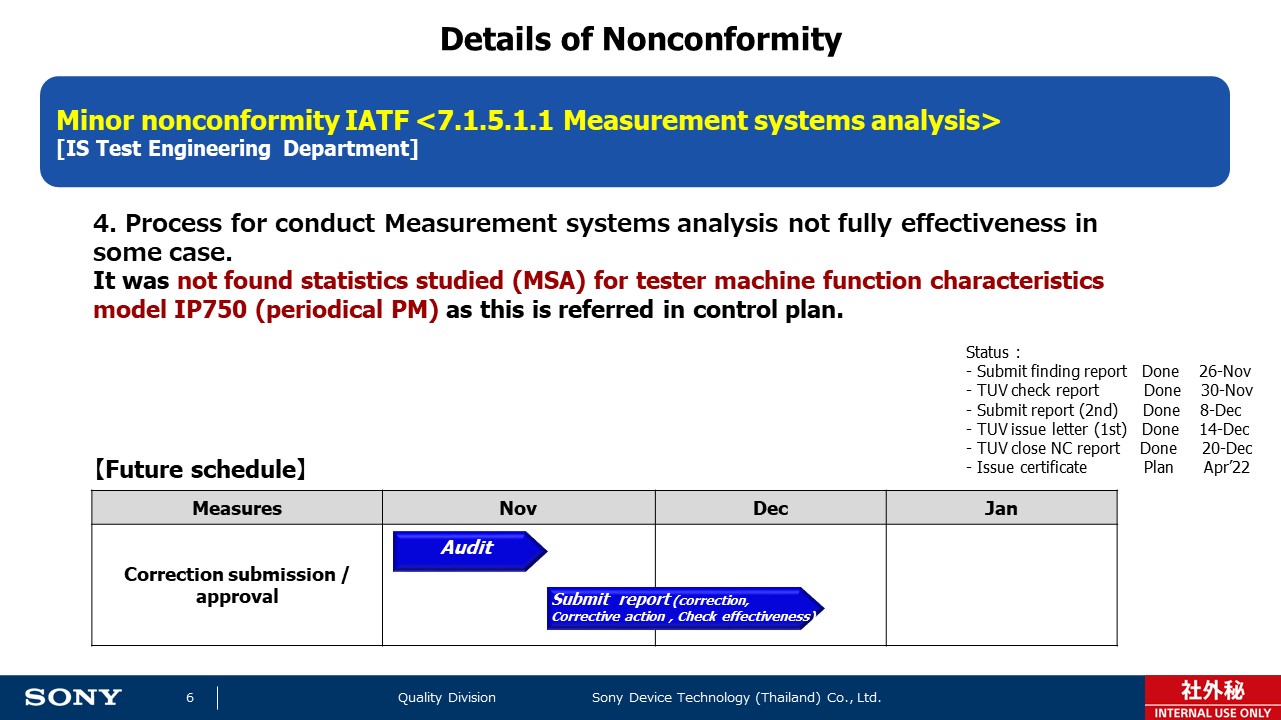 Details of Nonconformity
Minor nonconformity IATF <7.1.5.1.1 Measurement systems analysis>
[IS Test Engineering Department]
4. Process for conduct Measurement systems analysis not fully effectiveness in
some case.
It was not found statistics studied (MSA) for tester machine function characteristics
model IP750 (periodical PM) as this is referred in control plan.
Status :
- Submit finding report Done 26-Nov
- TUV check report Done 30-Nov
- Submit report (2nd) Done 8-Dec
- TUV issue letter (1st) Done 14-Dec
- TUV close NC report Done 20-Dec
- Issue certificate Plan Apr’22
【Future schedule】
Measures Nov Dec Jan
Audit
Correction submission /
approval
Submit report (correction,
Corrective action , Check effectiveness)
SONY 6 Quality Division Sony Device Technology (Thailand) Co., Ltd.
社外秘
INTERNAL USE ONLY